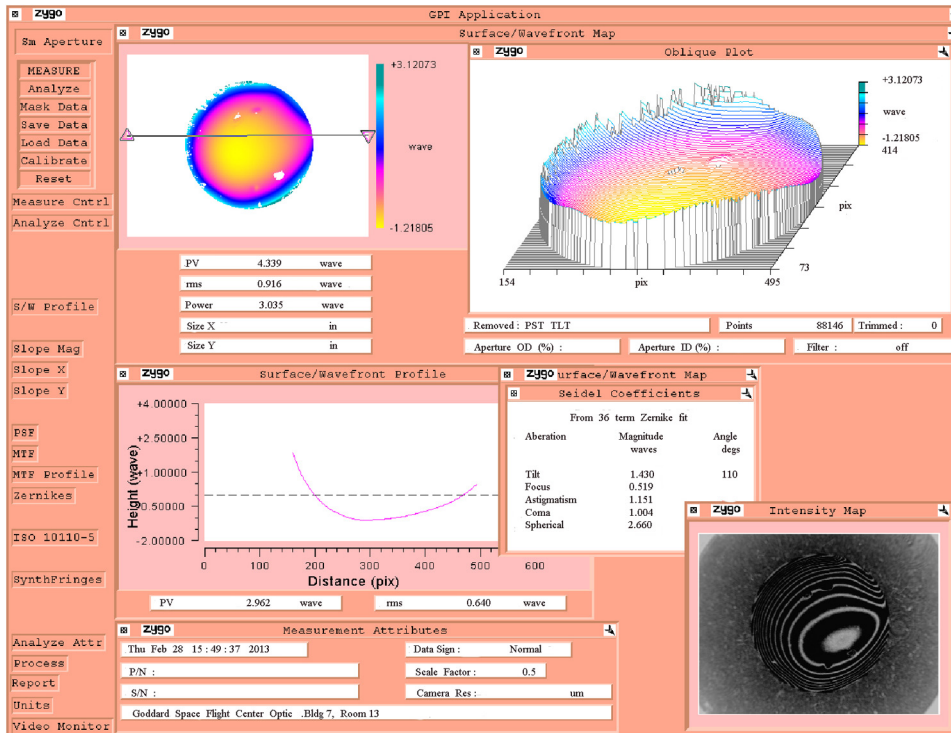 zygo GPI Application
Sm Aperture
MEASURE
Analyze
Mask Data
Save Data
Load Data
Calibrate
Reset
Measure Cntrl
Analyze Cntrl
S/W Profile
Slope Mag
Slope X
Slope Y
PSF
MTF
MTF Profile
Zernikes
ISO 10110-5
SynthFringes
Analyze Attr
Process
Report
Units
Video Monitor
zygo Surface/Wavefront Map
+3.12073
wave
-1.21805
PV 4.339 wave
rms 0.916 wave
Power 3.035 wave
Size X in
Size Y in
zygo Oblique Plot
+3.12073
wave
-1.21805
414
pix
73
154 pix 495
Removed : PST TLT Points 88146 Trimmed : 0
Aperture OD (%) : Aperture ID (%) : Filter : off
zygo Surface/Wavefront Profile
+4.00000
+2.50000
+1.00000
-0.50000
-2.00000
Height (wave)
0 100 200 300 400 500 600
Distance (pix)
PV 2.962 wave rms 0.640 wave
zygo urface/Wavefront Map
Seidel Coefficients
From 36 term Zernike fit
Aberation Magnitude Angle
waves degs
Tilt 1.430 110
Focus 0.519
Astigmatism 1.151
Coma 1.004
Spherical 2.660
zygo Intensity Map
zygo Measurement Attributes
Thu Feb 28 15 : 49 : 37 2013 Data Sign : Normal
P/N : Scale Factor : 0.5
S/N : Camera Res : um
Goddard Space Flight Center Optic .Bldg 7, Room 13